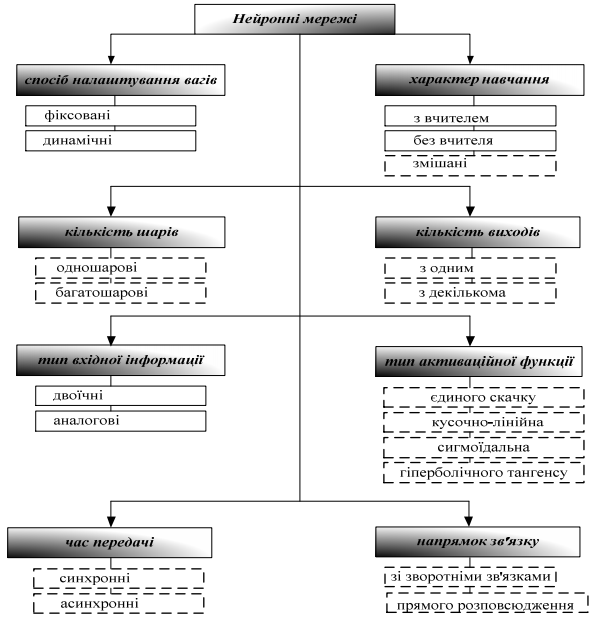 Нейронні мережі
спосіб налаштування вагів
фіксовані
динамічні
характер навчання
з вчителем
без вчителя
змішані
кількість шарів
одношарові
багатошарові
кількість виходів
з одним
з декількома
тип вхідної інформації
двоїчні
аналогові
тип активаційної функції
єдиного скачку
кусочно-лінійна
сигмоїдальна
гіперболічного тангенсу
час передачі
синхронні
асинхронні
напрямок зв'язку
зі зворотніми зв'язками
прямого розповсюдження